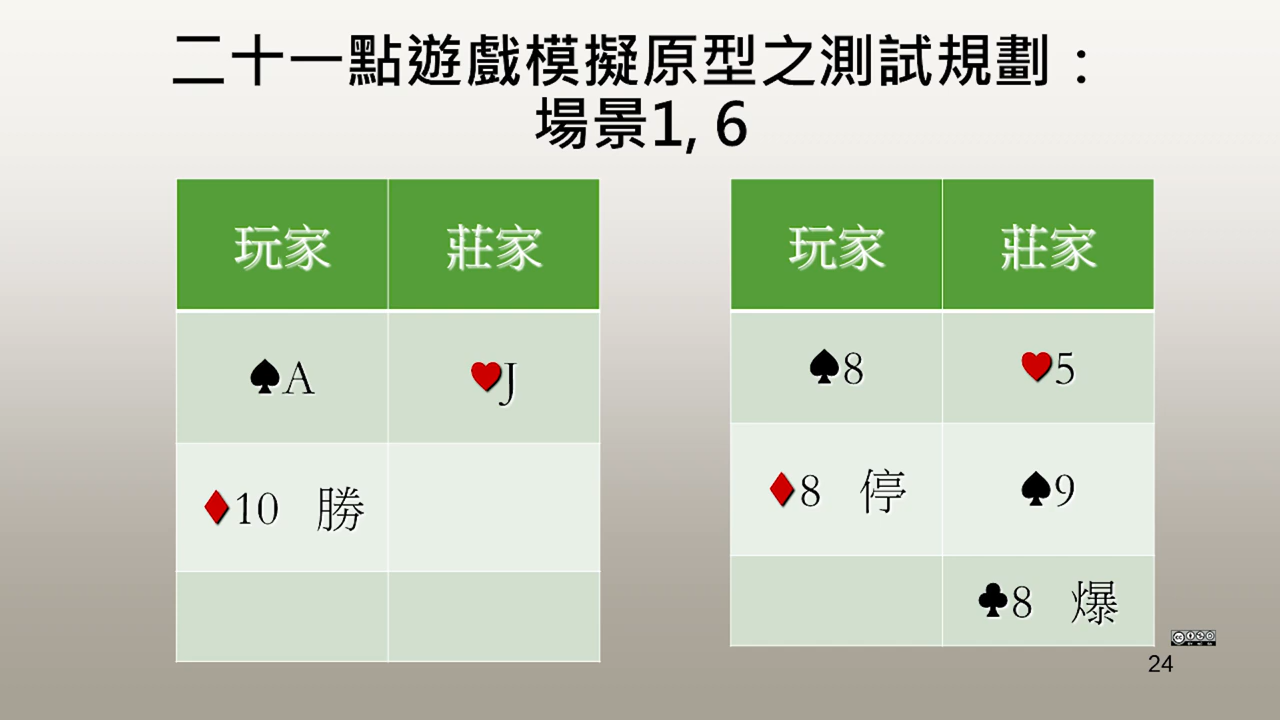 二十一點遊戲模擬原型之測試規劃：
場景1, 6
玩家 莊家
♠A ♥J
♦10 勝
玩家 莊家
♠8 ♥5
♦8 停 ♠9
♣8 爆
24